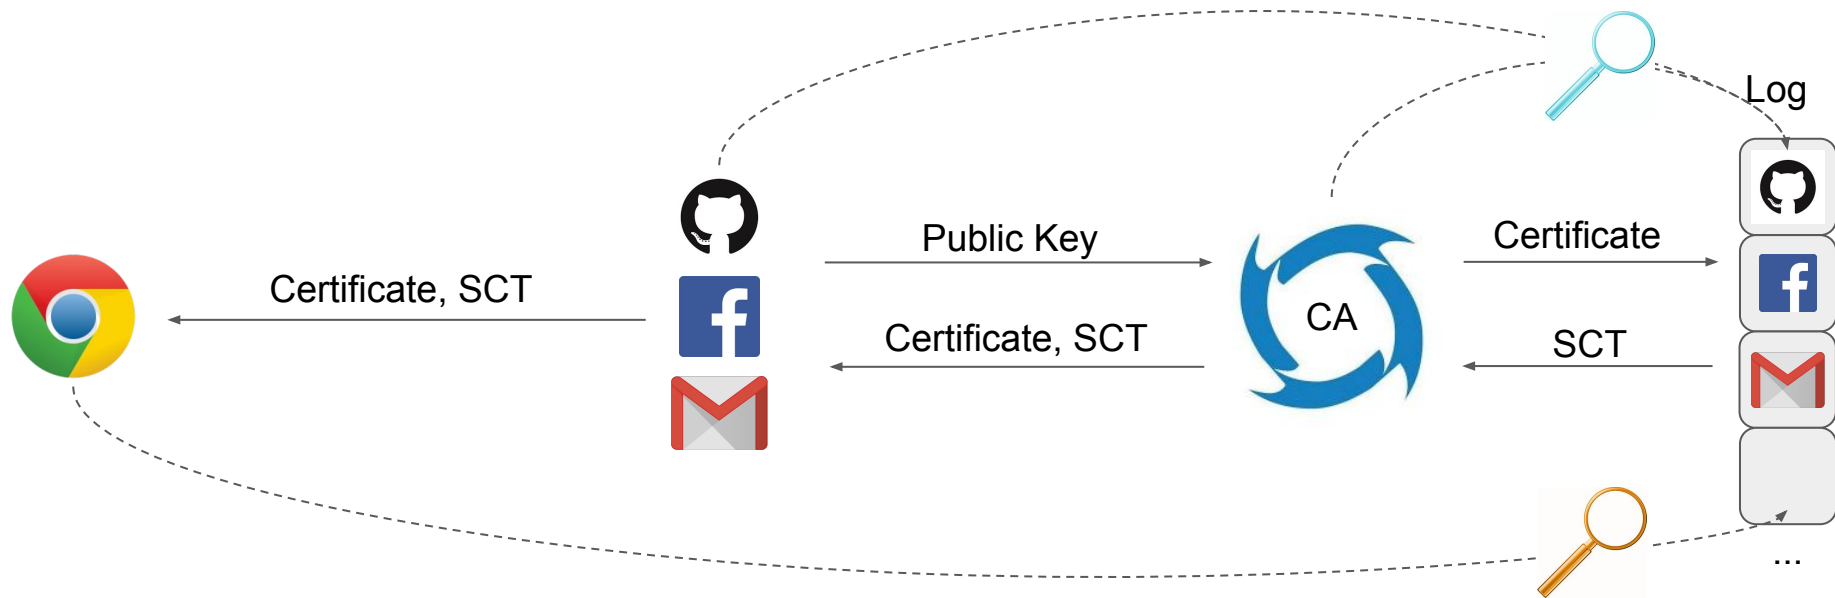 Log
Public Key
Certificate
Certificate, SCT
Certificate, SCT
CA
SCT
...